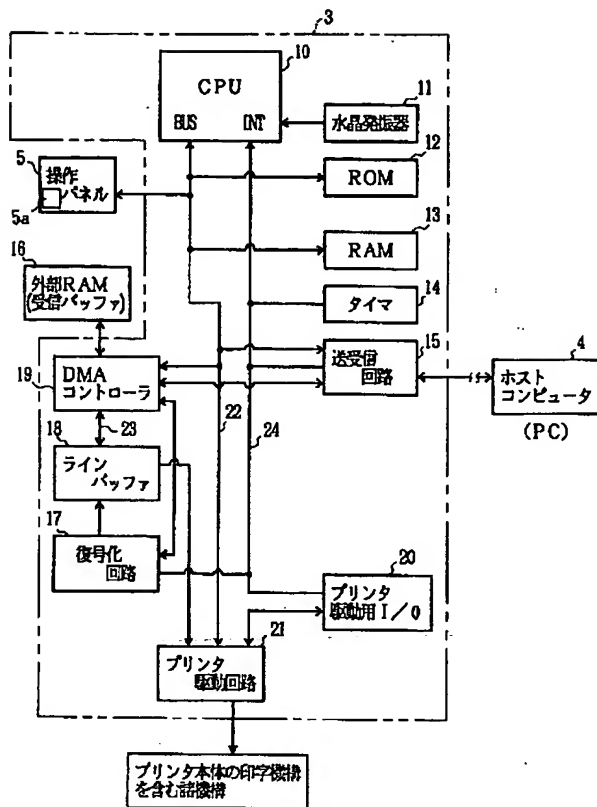 3
10
CPU
BUS INT
11
水晶発振器
12
ROM
13
RAM
14
タイマ
15
送受信
回路
4
ホスト
コンピュータ
(PC)
5
操作
パネル
5a
16
外部RAM
(受信バッファ)
19
DMA
コントローラ
22
24
23
18
ライン
バッファ
17
復号化
回路
20
プリンタ
駆動用I/O
21
プリンタ
駆動回路
プリンタ本体の印字機構
を含む諸機構